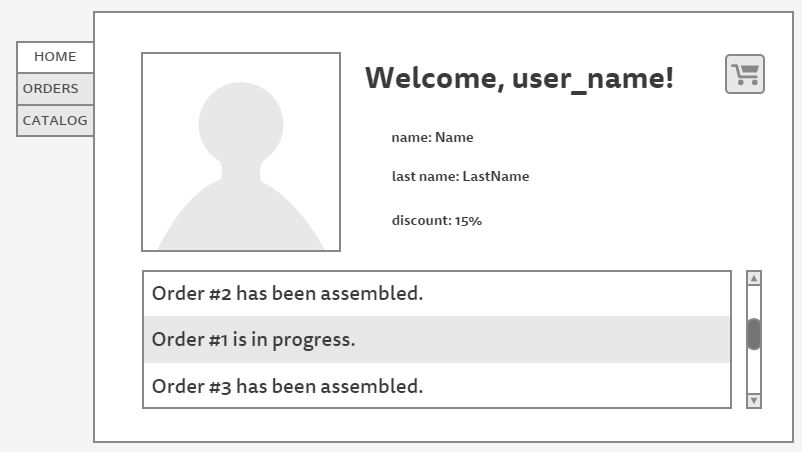 HOME
ORDERS
CATALOG
Welcome, user_name!
name: Name
last name: LastName
discount: 15%
Order #2 has been assembled.
Order #1 is in progress.
Order #3 has been assembled.